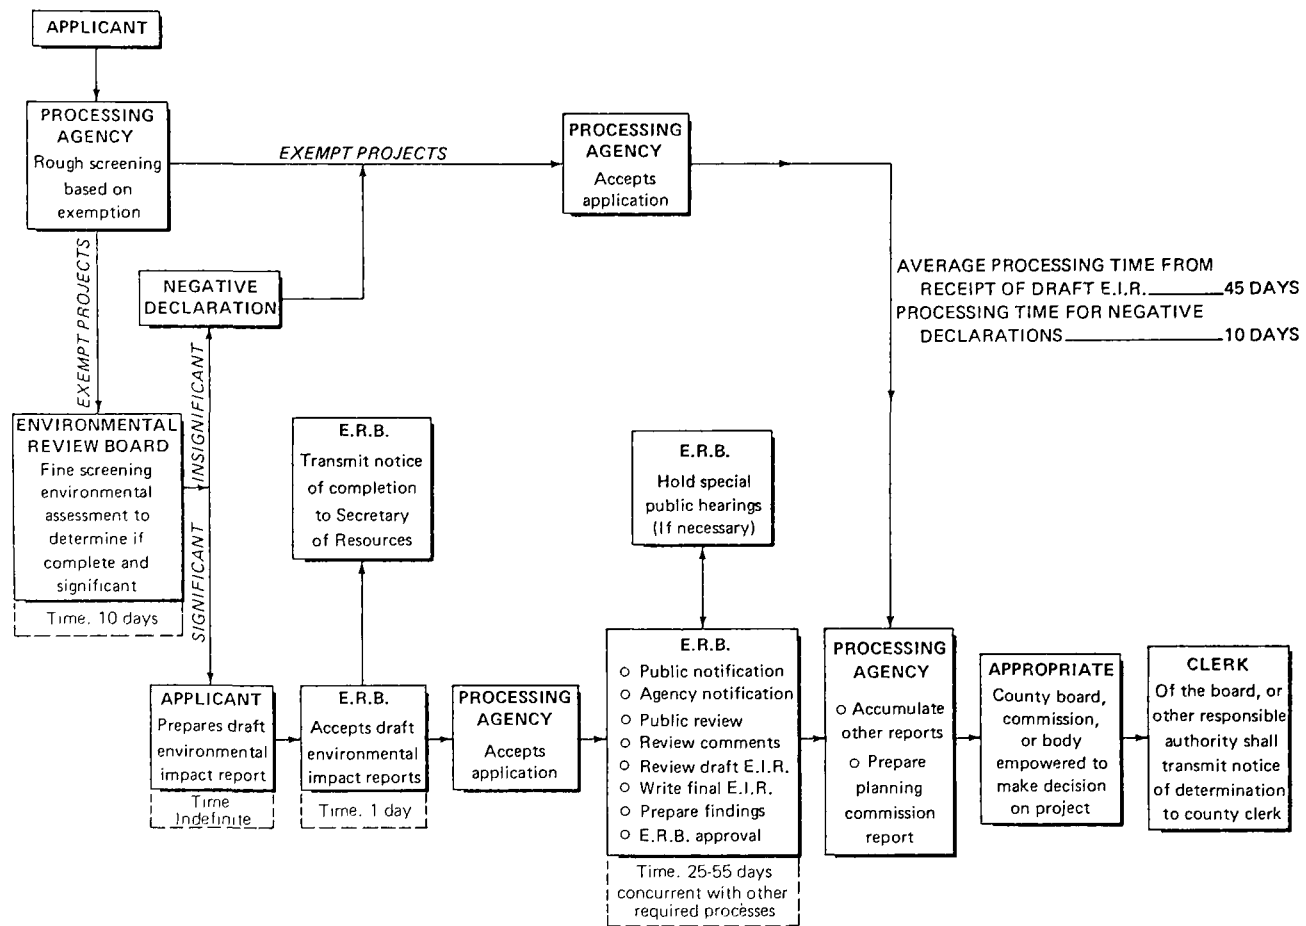 APPLICANT
PROCESSING
AGENCY
Rough screening
based on
exemption
EXEMPT PROJECTS
PROCESSING
AGENCY
Accepts
application
EXEMPT PROJECTS
NEGATIVE
DECLARATION
AVERAGE PROCESSING TIME FROM
RECEIPT OF DRAFT E.I.R. 45 DAYS
PROCESSING TIME FOR NEGATIVE
DECLARATIONS 10 DAYS
ENVIRONMENTAL
REVIEW BOARD
Fine screening
environmental
assessment to
determine if
complete and
significant
Time. 10 days
INSIGNIFICANT
SIGNIFICANT
E.R.B.
Transmit notice
of completion
to Secretary
of Resources
E.R.B.
Hold special
public hearings
(If necessary)
APPLICANT
Prepares draft
environmental
impact report
Time
Indefinite
E.R.B.
Accepts draft
environmental
impact reports
Time. 1 day
PROCESSING
AGENCY
Accepts
application
E.R.B.
○ Public notification
○ Agency notification
○ Public review
○ Review comments
○ Review draft E.I.R.
○ Write final E.I.R.
○ Prepare findings
○ E.R.B. approval
Time. 25-55 days
concurrent with other
required processes
PROCESSING
AGENCY
○ Accumulate
other reports
○ Prepare
planning
commission
report
APPROPRIATE
County board,
commission,
or body
empowered to
make decision
on project
CLERK
Of the board, or
other responsible
authority shall
transmit notice
of determination
to county clerk